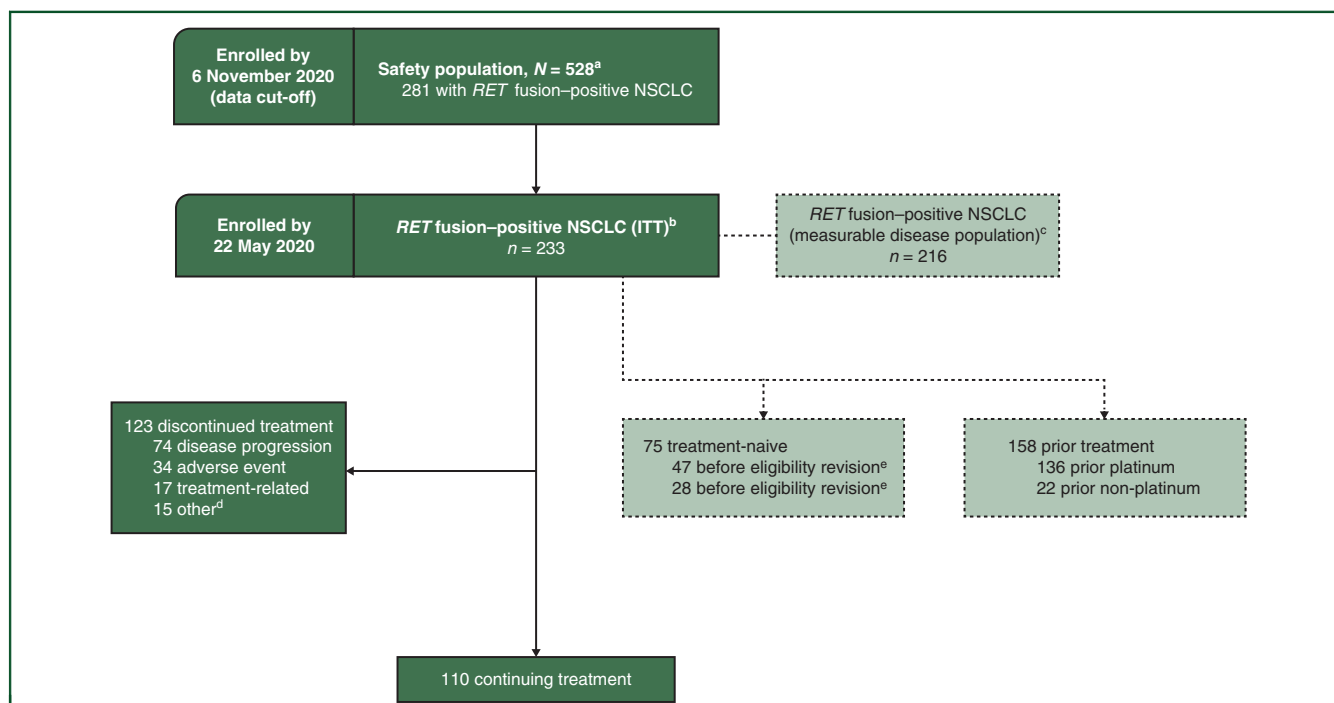 Enrolled by
6 November 2020
(data cut-off)
Safety population, N = 528a
281 with RET fusion–positive NSCLC
Enrolled by
22 May 2020
RET fusion–positive NSCLC (ITT)b
n = 233
RET fusion–positive NSCLC
(measurable disease population)c
n = 216
123 discontinued treatment
74 disease progression
34 adverse event
17 treatment-related
15 otherd
75 treatment-naive
47 before eligibility revisione
28 before eligibility revisione
158 prior treatment
136 prior platinum
22 prior non-platinum
110 continuing treatment